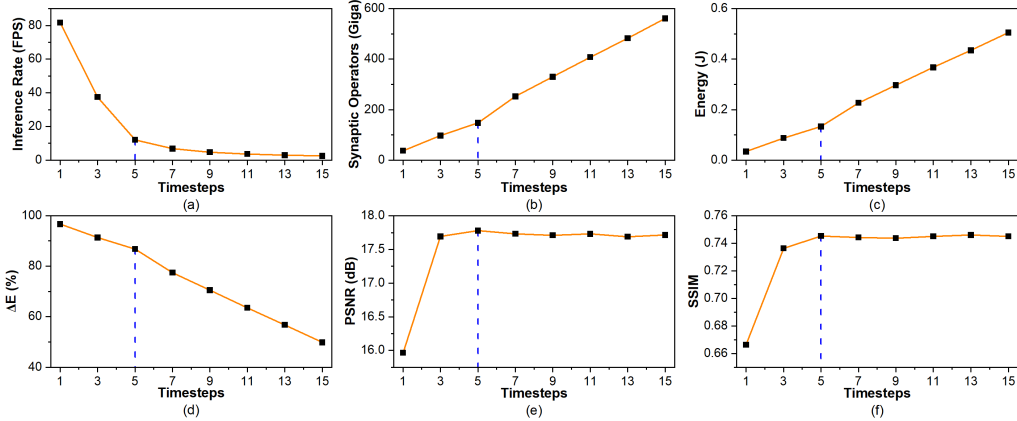 Inference Rate (FPS)
80
60
40
20
0
1 3 5 7 9 11 13 15
Timesteps
(a)
Synaptic Operators (Giga)
600
400
200
0
1 3 5 7 9 11 13 15
Timesteps
(b)
Energy (J)
0.6
0.4
0.2
0.0
1 3 5 7 9 11 13 15
Timesteps
(c)
ΔE (%)
100
80
60
40
1 3 5 7 9 11 13 15
Timesteps
(d)
PSNR (dB)
18.0
17.5
17.0
16.5
16.0
1 3 5 7 9 11 13 15
Timesteps
(e)
SSIM
0.76
0.74
0.72
0.70
0.68
0.66
1 3 5 7 9 11 13 15
Timesteps
(f)